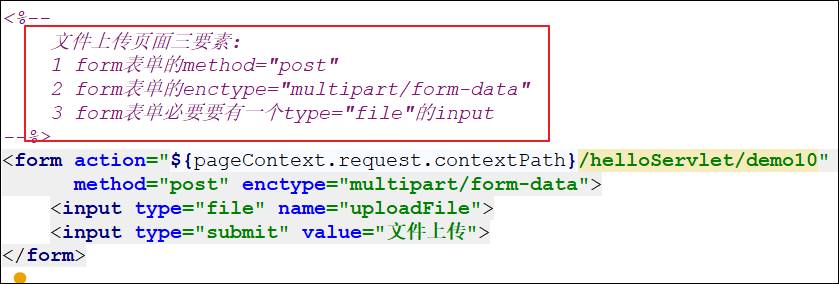 <%--
文件上传页面三要素:
1 form表单的method="post"
2 form表单的enctype="multipart/form-data"
3 form表单必要要有一个type="file"的input
--%>
<form action="${pageContext.request.contextPath}/helloServlet/demo10"
method="post" enctype="multipart/form-data">
<input type="file" name="uploadFile">
<input type="submit" value="文件上传">
</form>